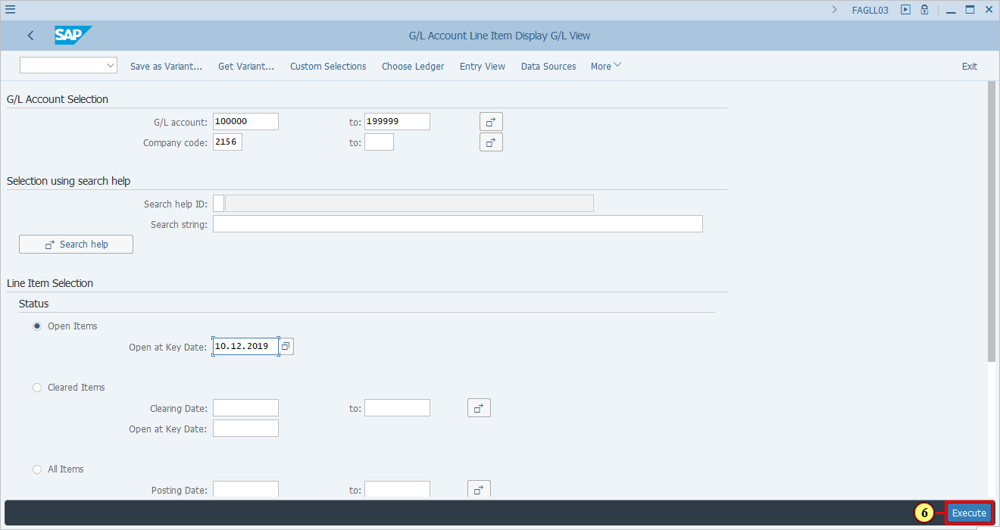 FAGLL03
SAP G/L Account Line Item Display G/L View
Save as Variant... Get Variant... Custom Selections Choose Ledger Entry View Data Sources More Exit
G/L Account Selection
G/L account: 100000 to: 199999
Company code: 2156 to:
Selection using search help
Search help ID:
Search string:
Search help
Line Item Selection
Status
Open Items
Open at Key Date: 10.12.2019
Cleared Items
Clearing Date: to:
Open at Key Date:
All Items
Posting Date: to:
6 Execute